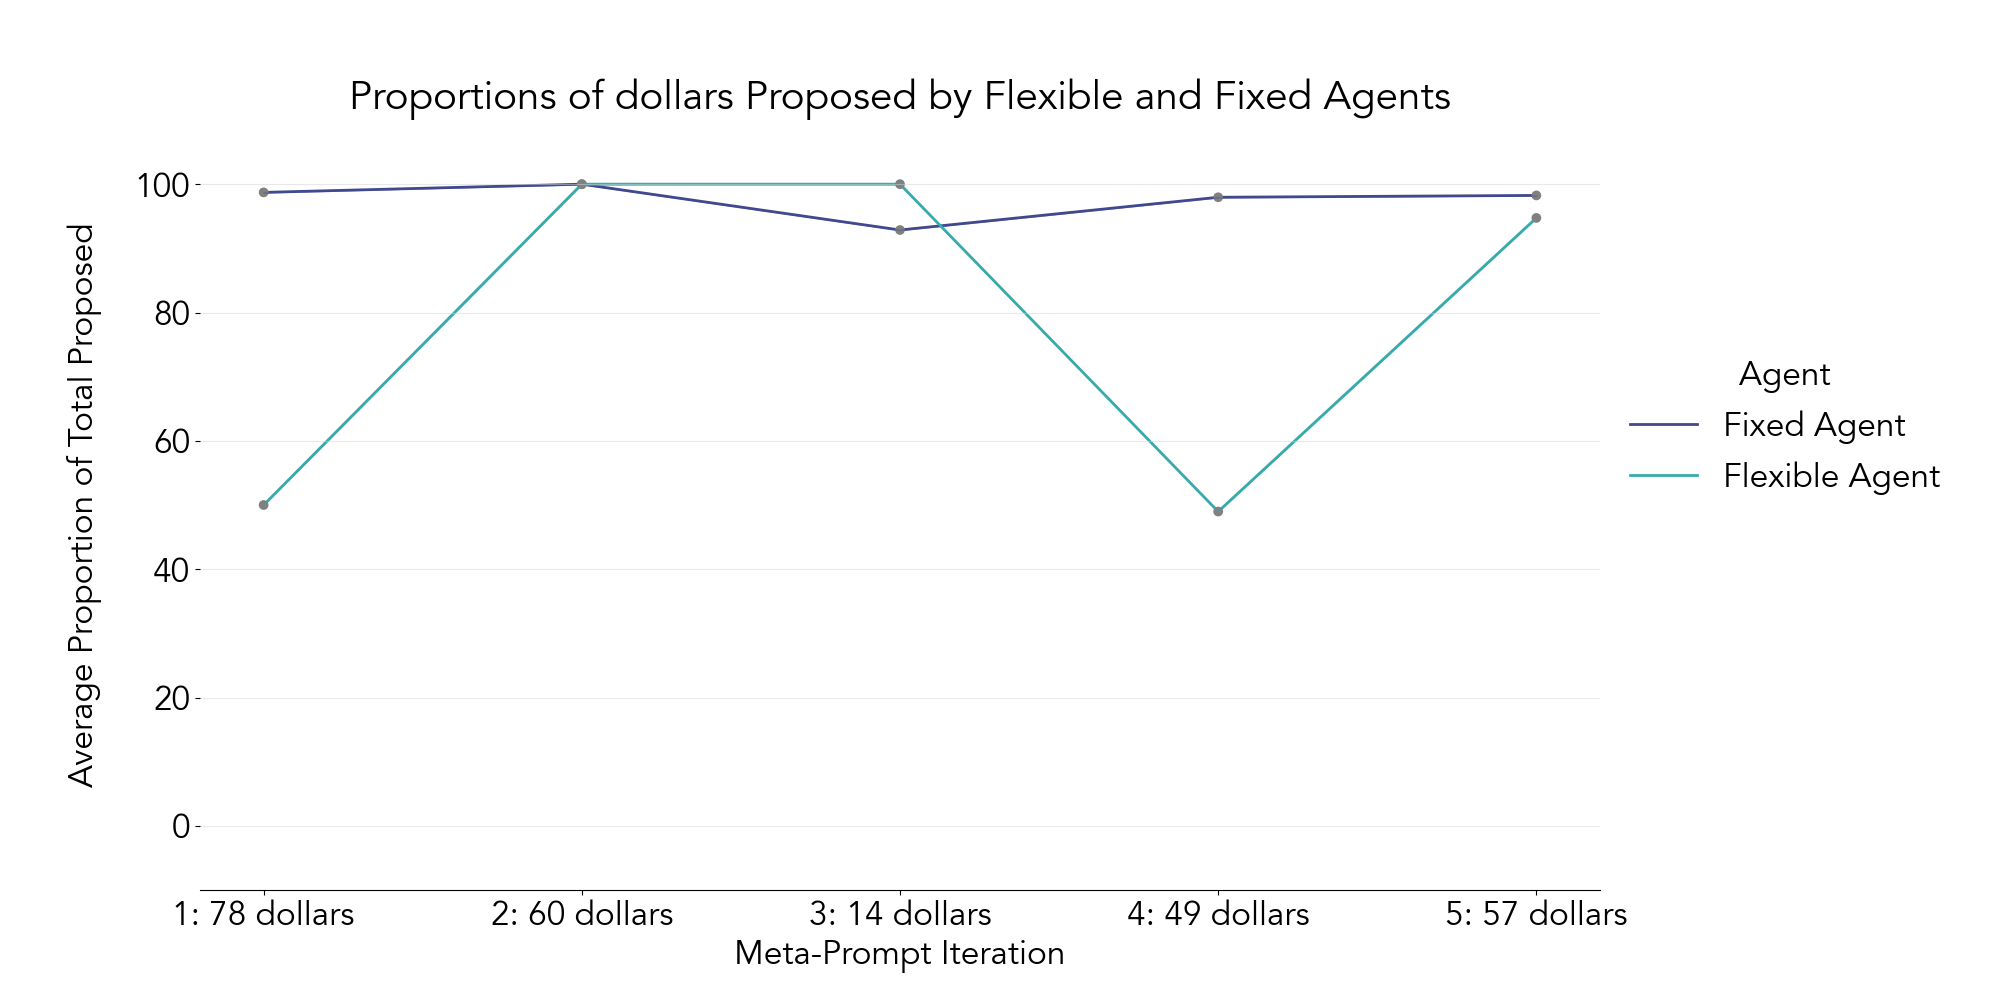 Proportions of dollars Proposed by Flexible and Fixed Agents
Average Proportion of Total Proposed
100
80
60
40
20
0
1: 78 dollars
2: 60 dollars
3: 14 dollars
4: 49 dollars
5: 57 dollars
Meta-Prompt Iteration
Agent
Fixed Agent
Flexible Agent